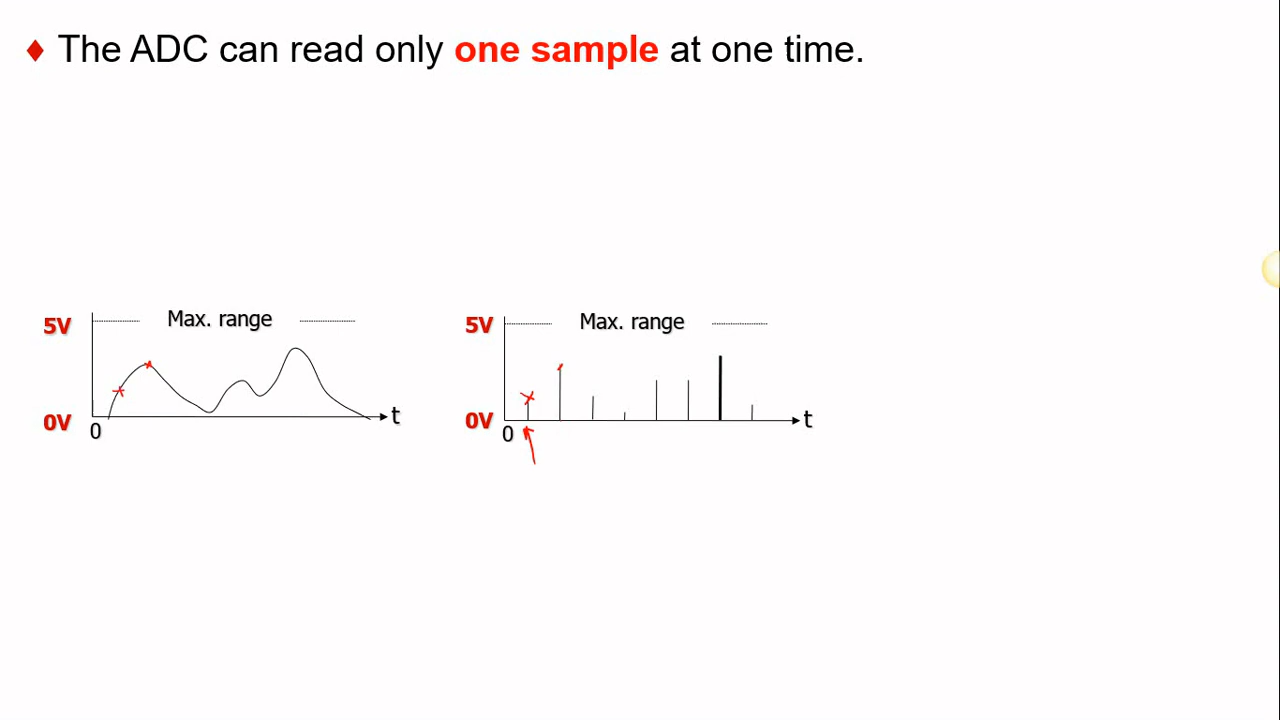 The ADC can read only one sample at one time.
5V
Max. range
0V
0
t
5V
Max. range
0V
0
t